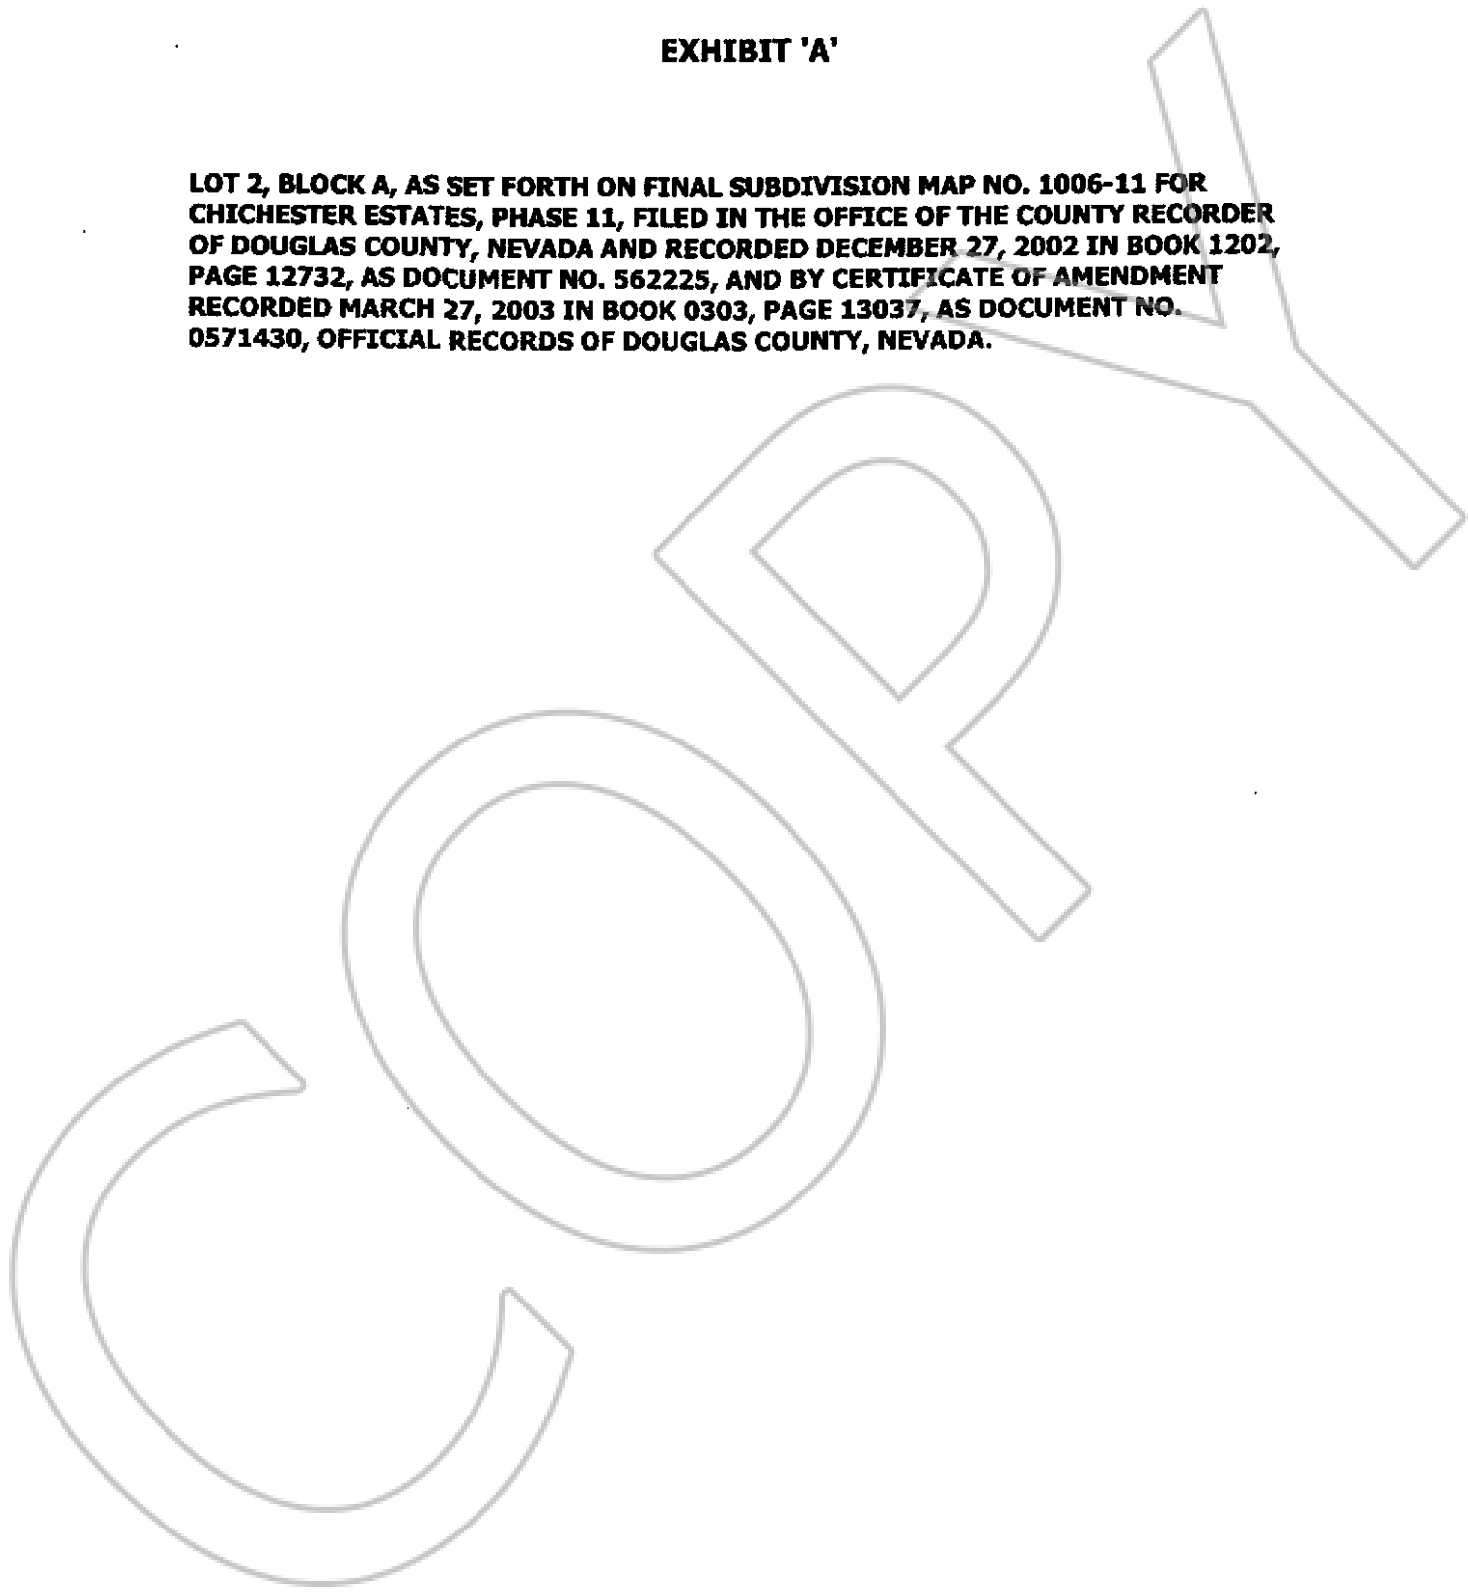 EXHIBIT 'A'
LOT 2, BLOCK A, AS SET FORTH ON FINAL SUBDIVISION MAP NO. 1006-11 FOR
CHICHESTER ESTATES, PHASE 11, FILED IN THE OFFICE OF THE COUNTY RECORDER
OF DOUGLAS COUNTY, NEVADA AND RECORDED DECEMBER 27, 2002 IN BOOK 1202,
PAGE 12732, AS DOCUMENT NO. 562225, AND BY CERTIFICATE OF AMENDMENT
RECORDED MARCH 27, 2003 IN BOOK 0303, PAGE 13037, AS DOCUMENT NO.
0571430, OFFICIAL RECORDS OF DOUGLAS COUNTY, NEVADA.
COPY